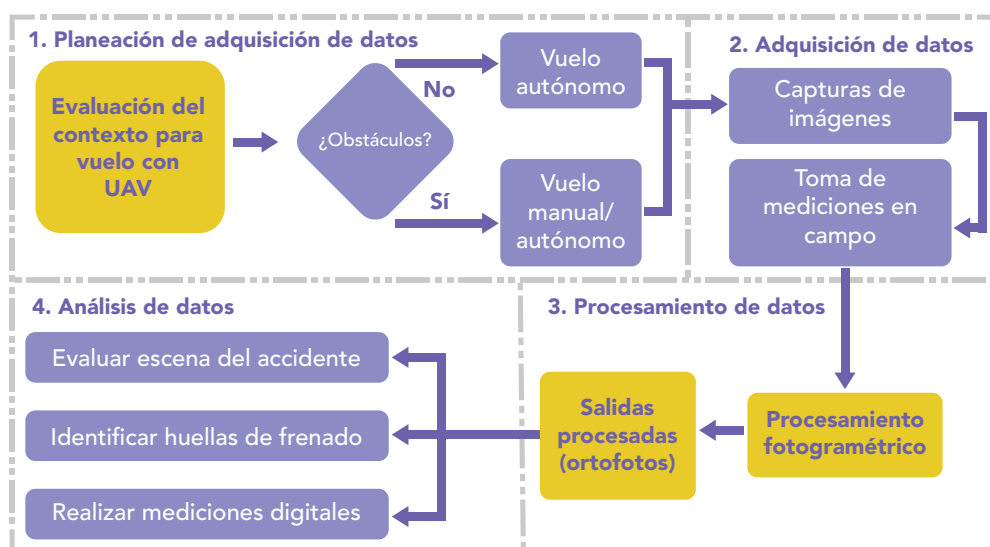 1. Planeación de adquisición de datos
Evaluación del
contexto para
vuelo con
UAV
¿Obstáculos?
No
Sí
Vuelo
autónomo
Vuelo
manual/
autónomo
2. Adquisición de datos
Capturas de
imágenes
Toma de
mediciones en
campo
3. Procesamiento de datos
Procesamiento
fotogramétrico
Salidas
procesadas
(ortofotos)
4. Análisis de datos
Evaluar escena del accidente
Identificar huellas de frenado
Realizar mediciones digitales